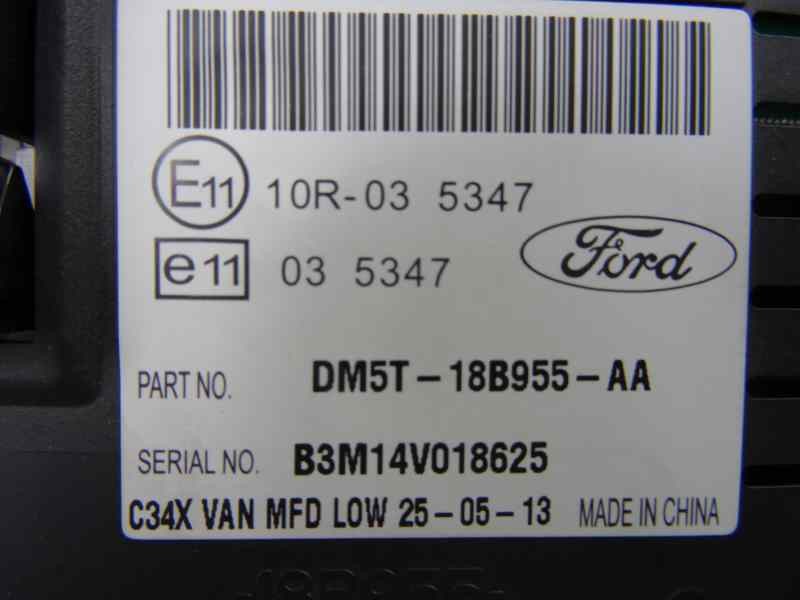 E11 10R-03 5347
Ford
e11 03 5347
PART NO. DM5T-18B955-AA
SERIAL NO. B3M14V018625
C34X VAN MFD LOW 25-05-13 MADE IN CHINA